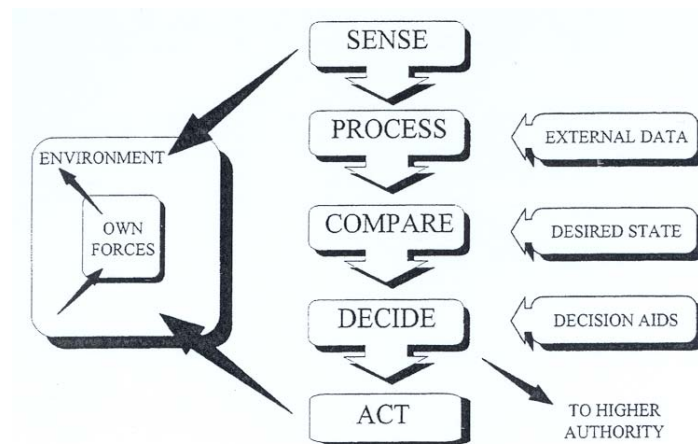 SENSE
PROCESS
EXTERNAL DATA
ENVIRONMENT
OWN
FORCES
COMPARE
DESIRED STATE
DECIDE
DECISION AIDS
ACT
TO HIGHER
AUTHORITY